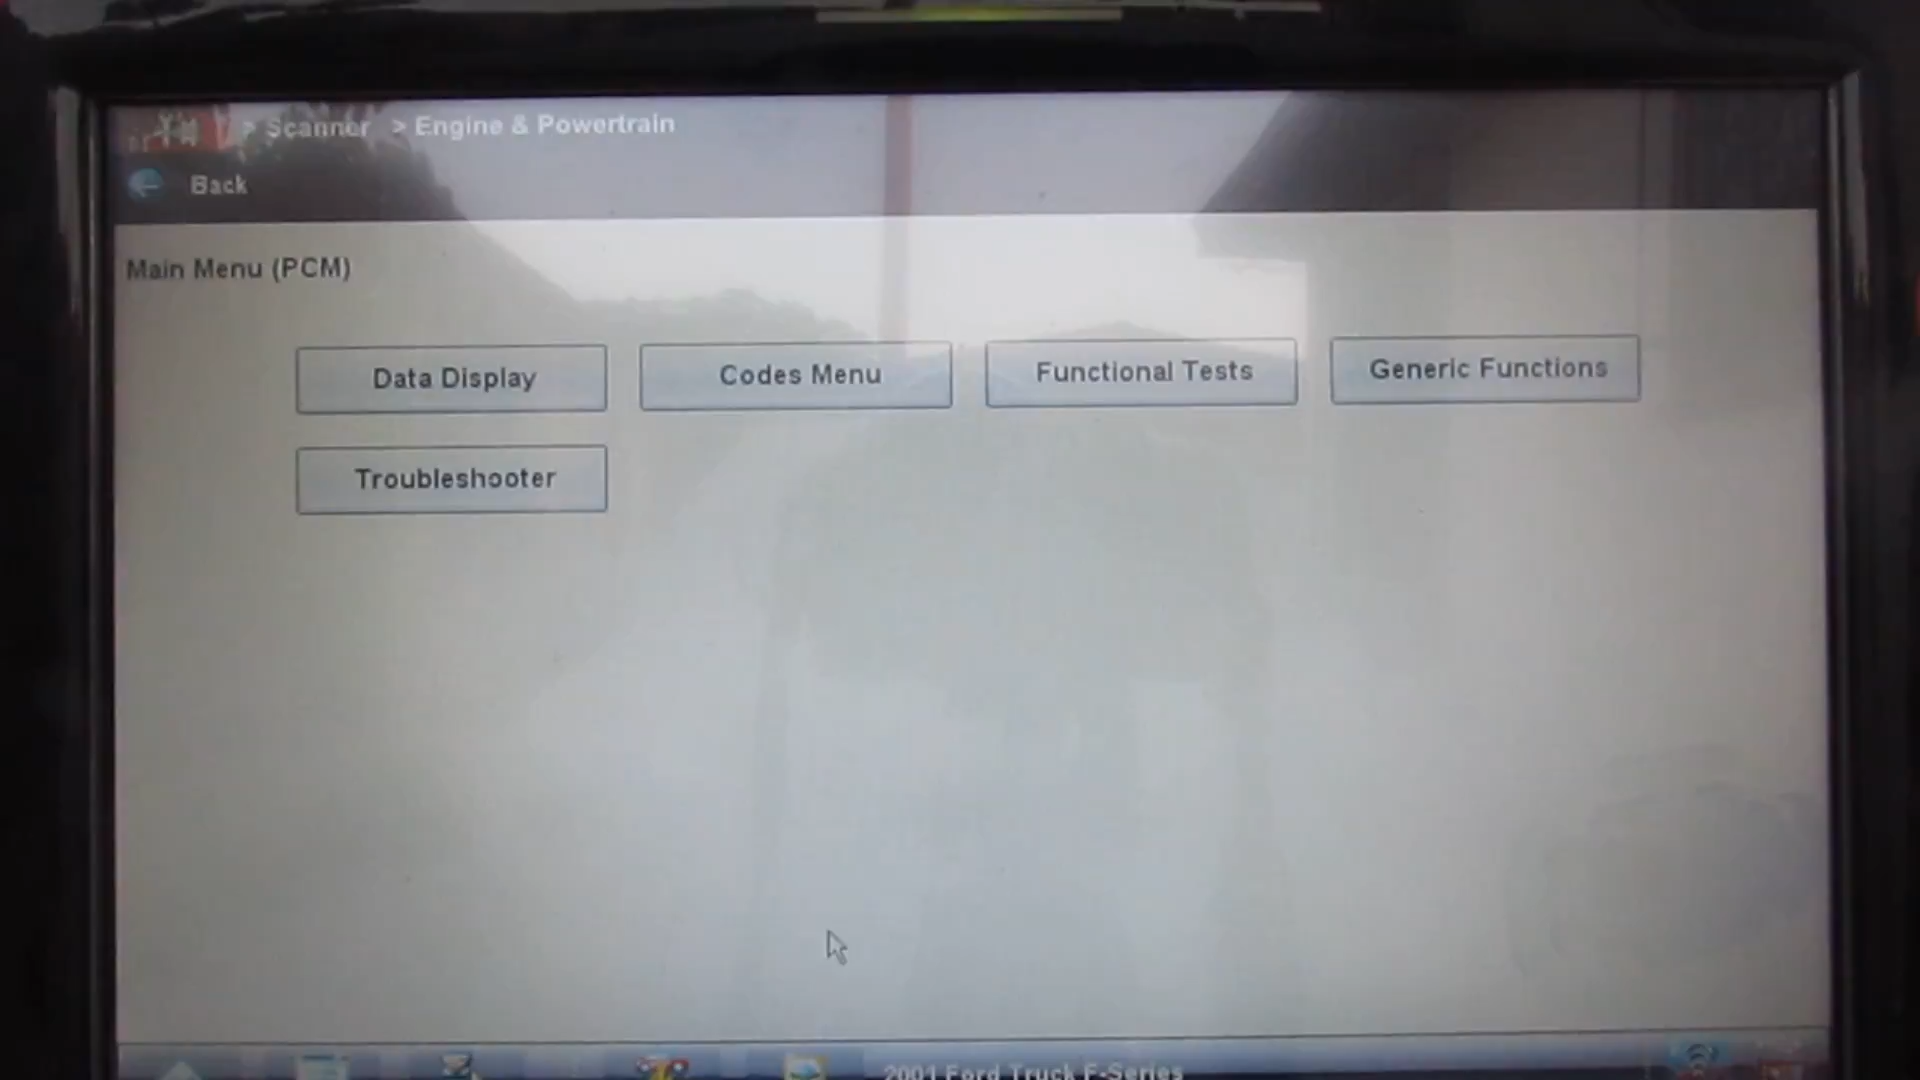 > Scanner > Engine & Powertrain
Back
Main Menu (PCM)
Data Display
Codes Menu
Functional Tests
Generic Functions
Troubleshooter
2001 Ford Truck F-Series